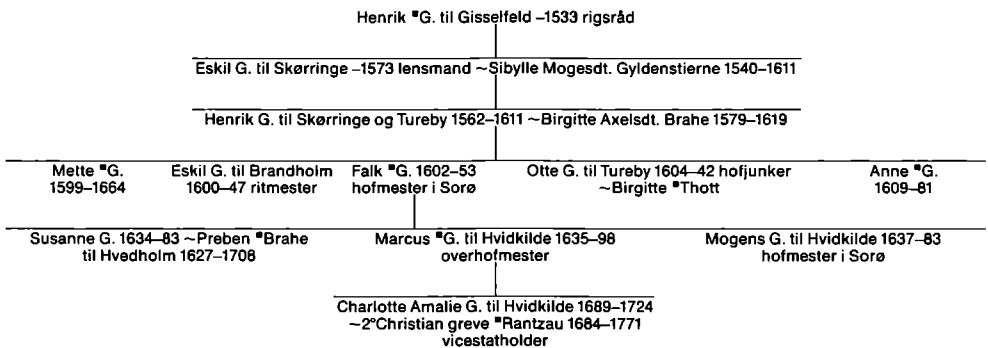 Henrik ■G. til Gisselfeld –1533 rigsråd
Eskil G. til Skørringe –1573 lensmand ~Sibylle Mogesdt. Gyldenstierne 1540–1611
Henrik G. til Skørringe og Tureby 1562–1611 ~Birgitte Axelsdt. Brahe 1579–1619
Mette ■G.
1599–1664
Eskil G. til Brandholm
1600–47 ritmester
Falk ■G. 1602–53
hofmester i Sorø
Otte G. til Tureby 1604–42 hofjunker
~Birgitte ■Thott
Anne ■G.
1609–81
Susanne G. 1634–83 ~Preben ■Brahe
til Hvedholm 1627–1708
Marcus ■G. til Hvidkilde 1635–98
overhofmester
Mogens G. til Hvidkilde 1637–83
hofmester i Sorø
Charlotte Amalie G. til Hvidkilde 1689–1724
~2°Christian greve ■Rantzau 1684–1771
vicestatholder